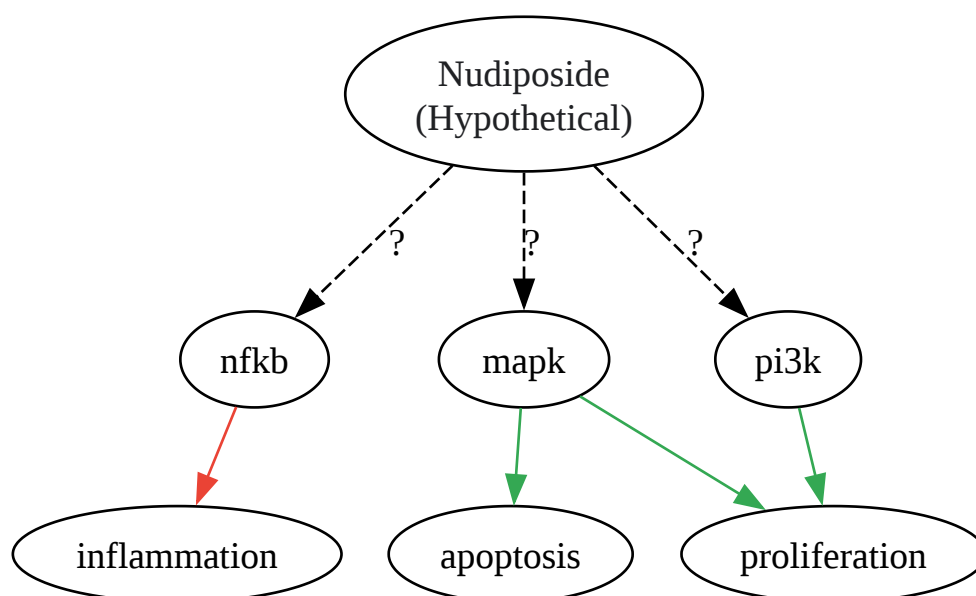 Nudiposide
(Hypothetical)
? ? ?
nfkb mapk pi3k
inflammation apoptosis proliferation